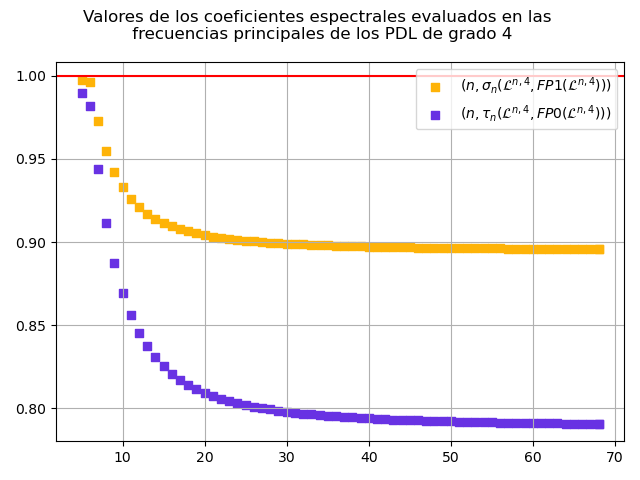 Valores de los coeficientes espectrales evaluados en las
frecuencias principales de los PDL de grado 4
1.00
0.95
0.90
0.85
0.80
(n, σₙ(ℒⁿ,⁴, FP1(ℒⁿ,⁴)))
(n, τₙ(ℒⁿ,⁴, FP0(ℒⁿ,⁴)))
10 20 30 40 50 60 70